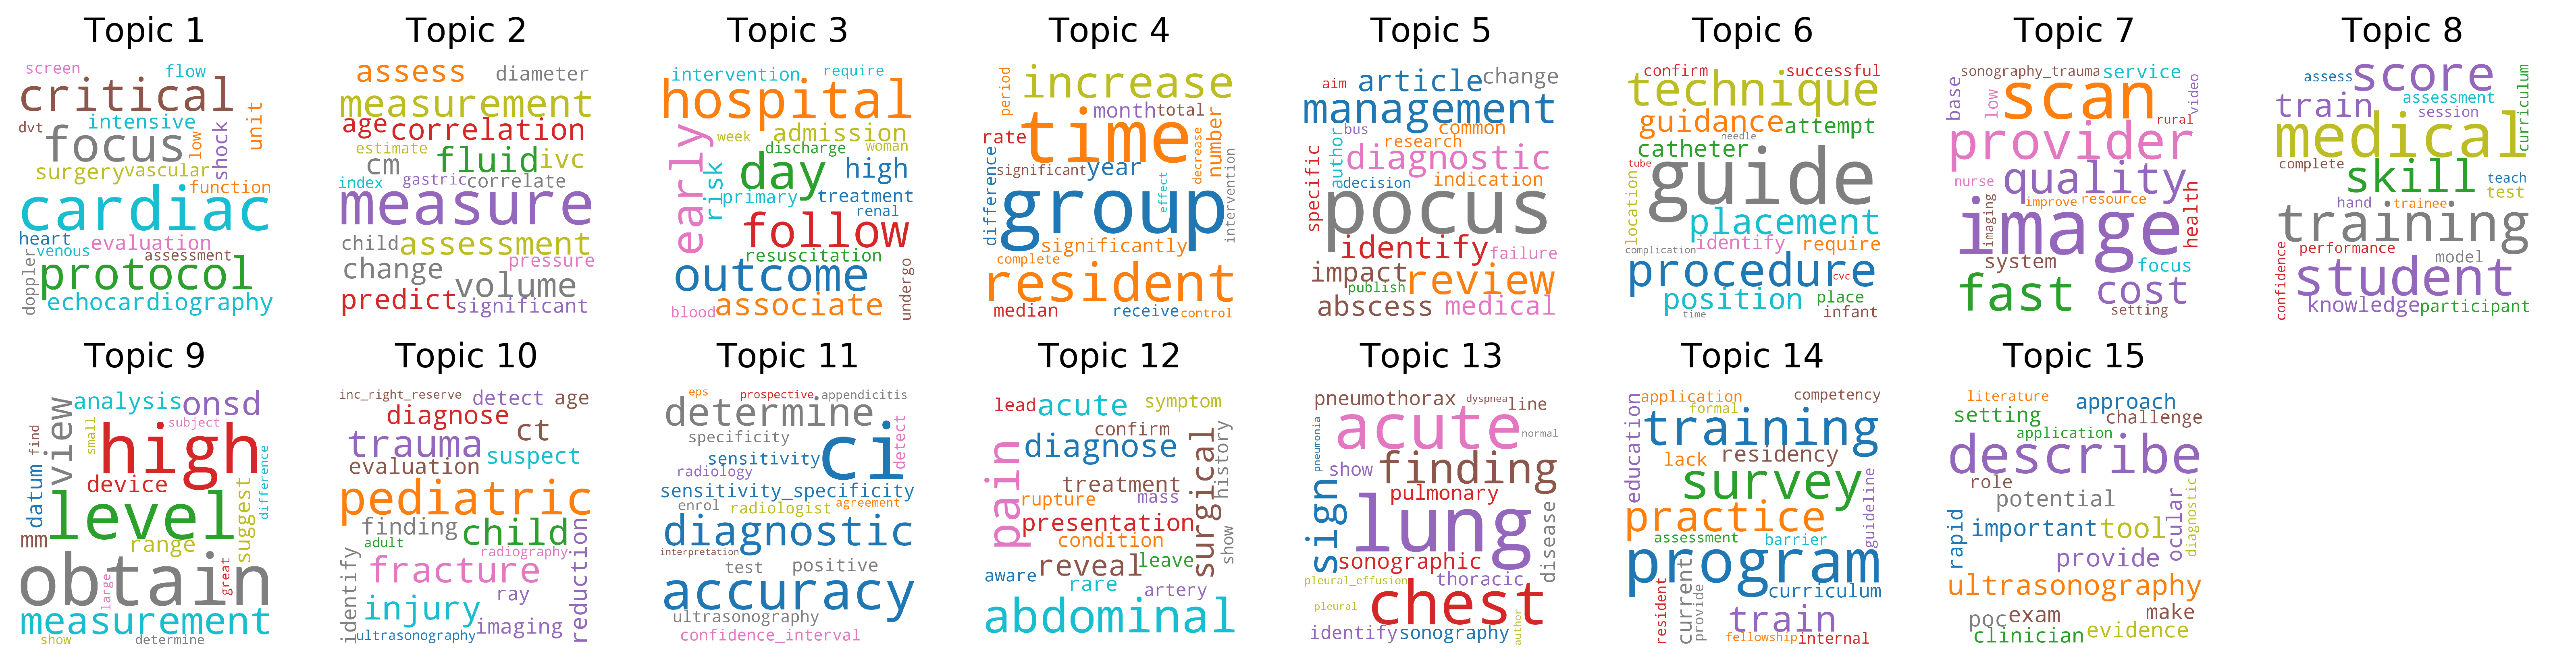 Topic 1
screen flow
critical
dvt intensive
focus low shock unit
surgery vascular
function
cardiac
heart evaluation
venous assessment
doppler protocol
echocardiography
Topic 2
assess diameter
measurement
age correlation
estimate
cm fluid ivc
index gastric correlate
measure
child assessment
change pressure
volume
predict significant
Topic 3
intervention require
hospital
early week admission
discharge woman
risk day high
primary treatment
renal
follow
resuscitation
outcome undergo
blood associate
Topic 4
period increase
month total
rate time decrease number
significant year
difference group effect intervention
significantly
complete
resident
median receive control
Topic 5
aim article change
management
author bus common
research
specific diagnostic
decision indication
pocus
identify failure
impact review
publish
abscess medical
Topic 6
confirm successful
technique
guidance attempt
needle
catheter
tube guide
location placement
complication identify require
procedure
cvc
position place
time infant
Topic 7
sonography_trauma service
base low scan video
rural
provider
nurse quality
improve resource
imaging image health
system focus
fast cost
setting
Topic 8
assess score curriculum
train assessment
session
medical
complete skill teach
test
hand trainee
training
performance
confidence model
student
knowledge participant
Topic 9
analysis onsd
view small subject
find high
datum device difference
level suggest
mm range
obtain
large great
measurement
show determine
Topic 10
inc_right_reserve detect age
diagnose ct
trauma suspect
evaluation
pediatric
finding child
adult
radiography
identify fracture reduction
ray
injury
ultrasonography imaging
Topic 11
eps prospective appendicitis
determine
specificity ci detect
sensitivity
radiology
sensitivity_specificity
enrol radiologist agreement
diagnostic
interpretation
test positive
accuracy
ultrasonography
confidence_interval
Topic 12
lead acute symptom
confirm
pain diagnose surgical history
treatment
rupture mass
presentation show
condition
reveal leave
aware rare
artery
abdominal
Topic 13
pneumothorax dyspnea line
acute
pneumonia normal
show finding
sign pulmonary
lung disease
sonographic
pleural_effusion thoracic
pleural chest
identify sonography author
Topic 14
application competency
formal
education training
lack residency
survey
practice guideline
assessment barrier
program
curriculum
resident current provide
train
fellowship internal
Topic 15
literature approach
setting challenge
application
describe
role
potential
rapid important tool ocular diagnostic
provide
ultrasonography
poc exam make
clinician evidence